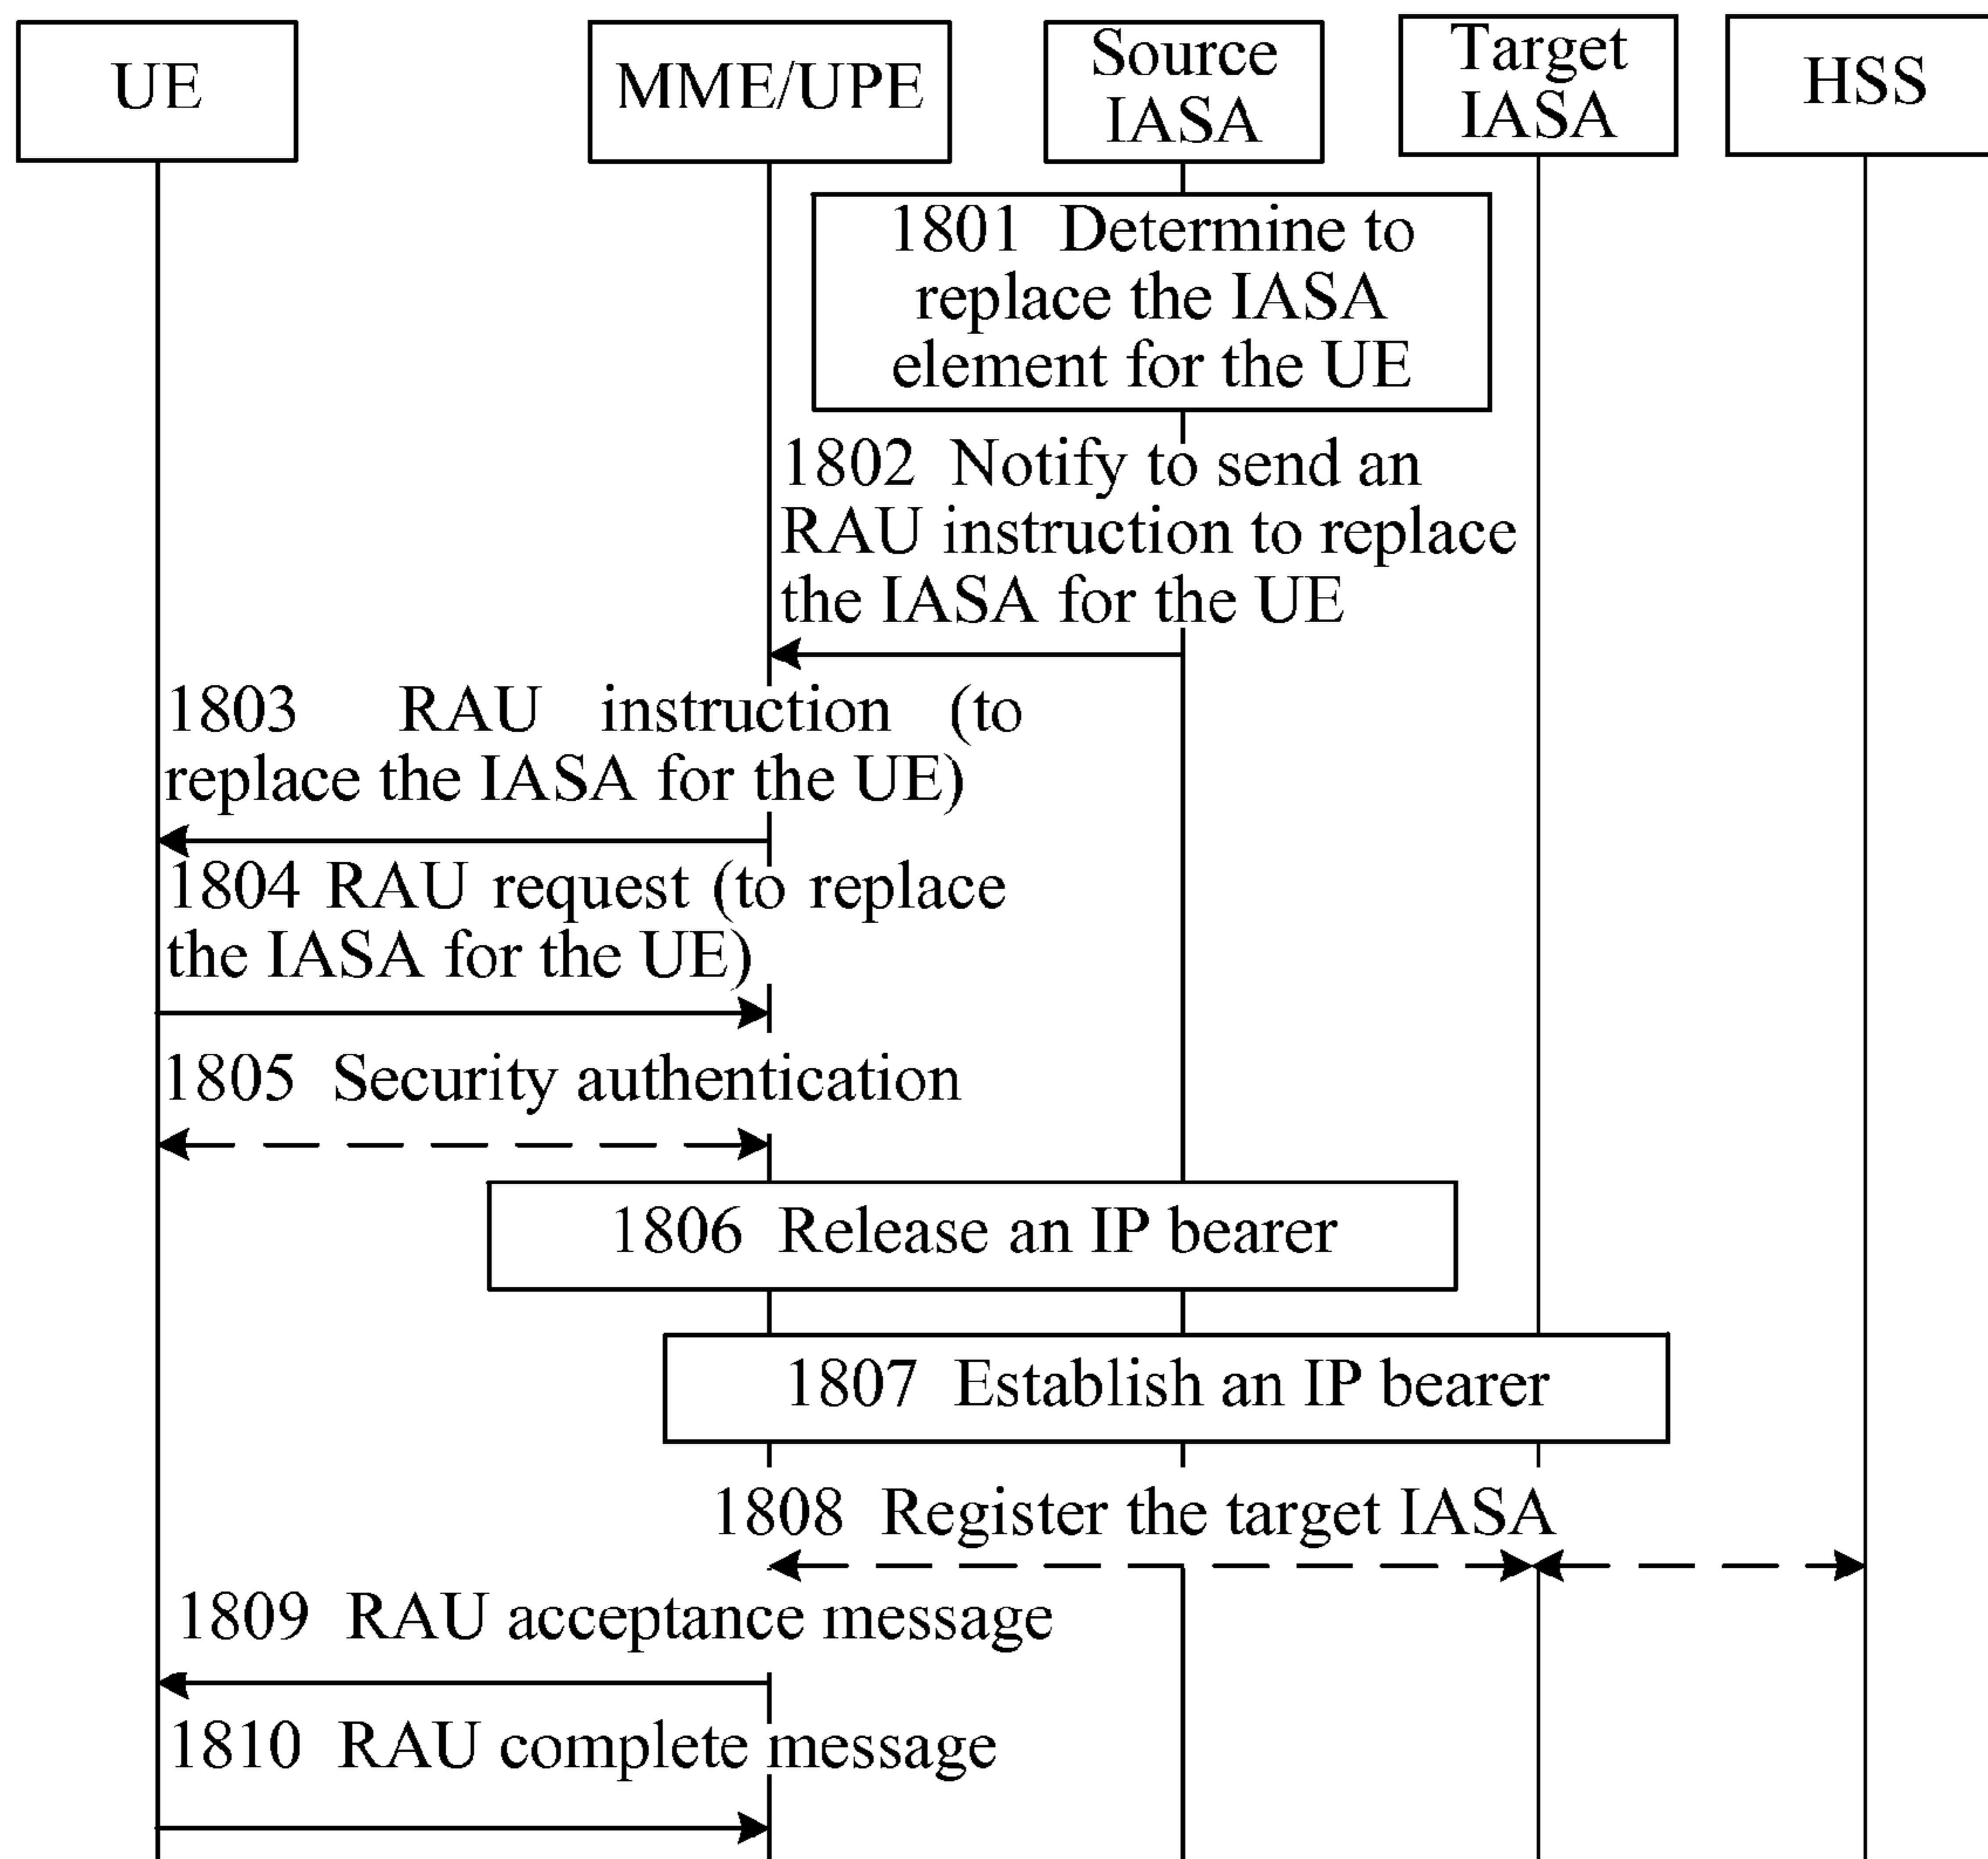 UE
MME/UPE
Source
IASA
Target
IASA
HSS
1801 Determine to
replace the IASA
element for the UE
1802 Notify to send an
RAU instruction to replace
the IASA for the UE
1803 RAU instruction (to
replace the IASA for the UE)
1804 RAU request (to replace
the IASA for the UE)
1805 Security authentication
1806 Release an IP bearer
1807 Establish an IP bearer
1808 Register the target IASA
1809 RAU acceptance message
1810 RAU complete message